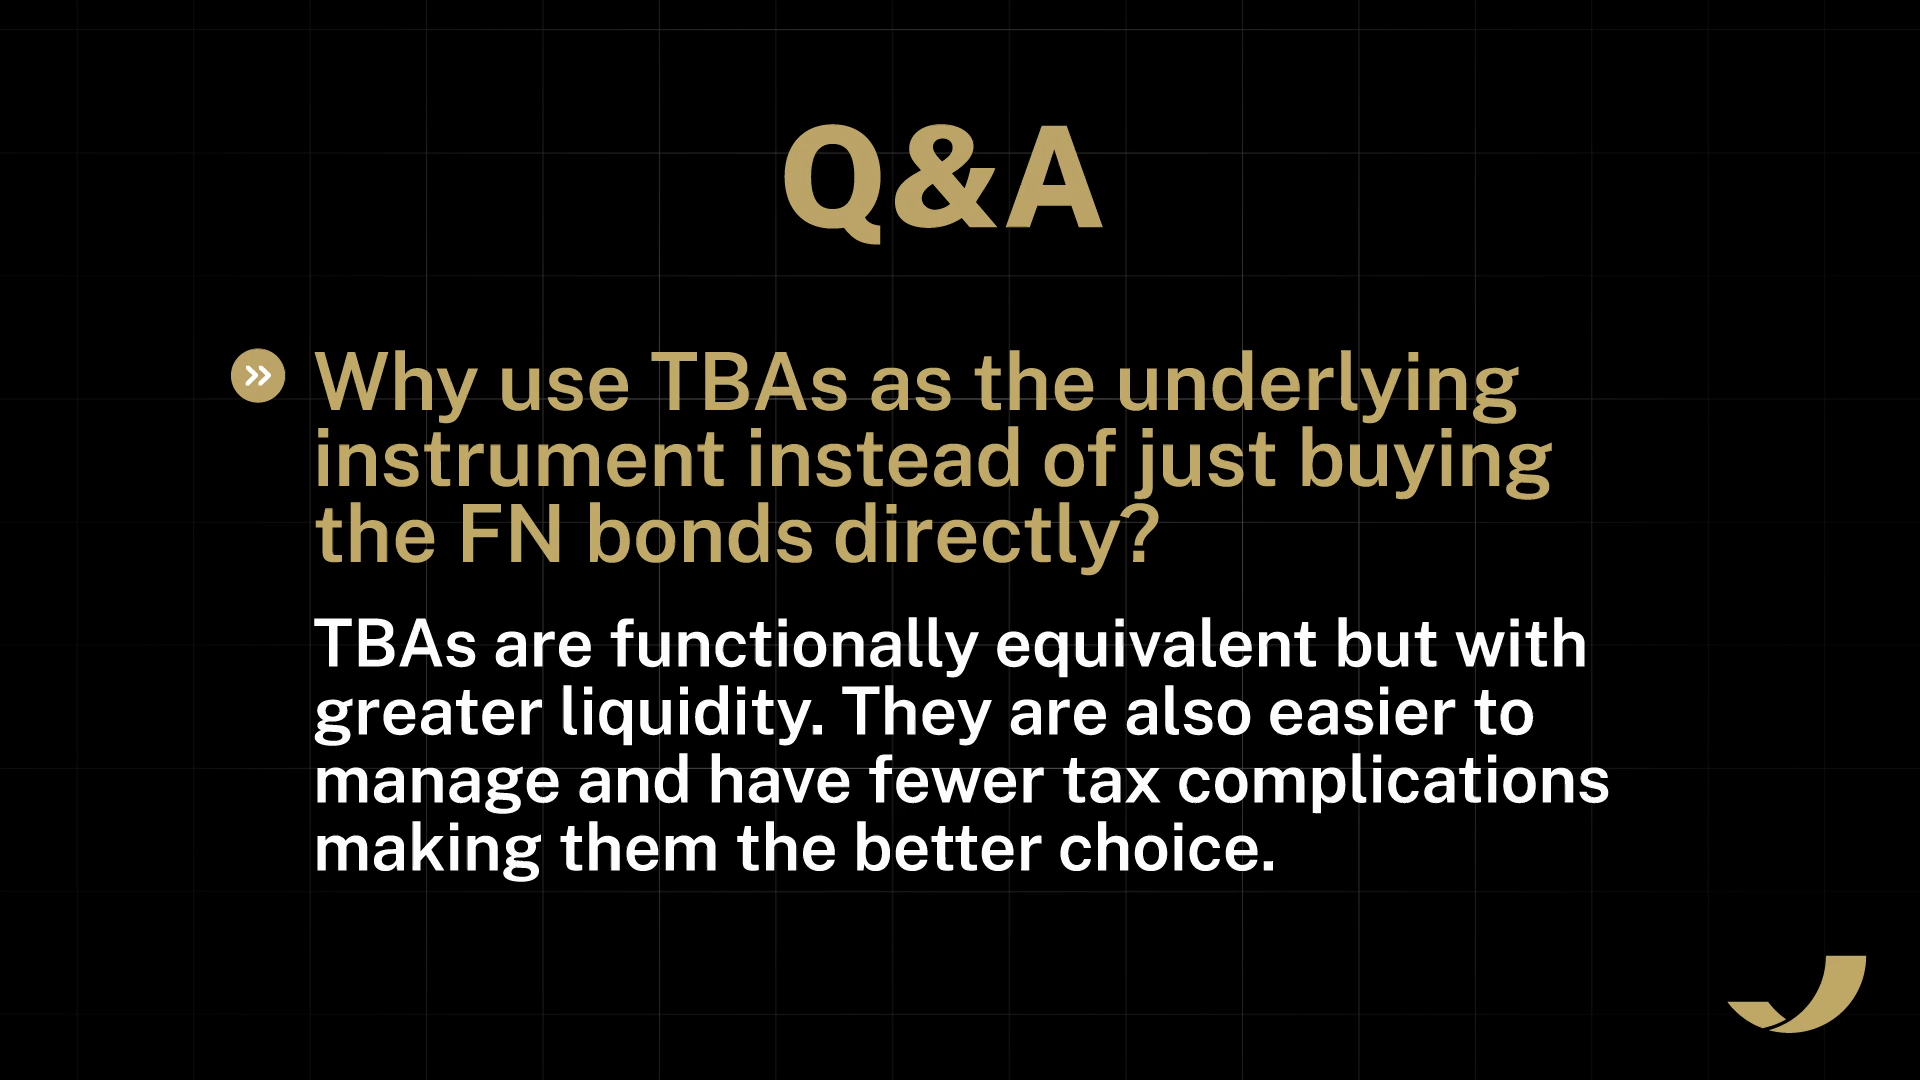 Q&A
Why use TBAs as the underlying
instrument instead of just buying
the FN bonds directly?
TBAs are functionally equivalent but with
greater liquidity. They are also easier to
manage and have fewer tax complications
making them the better choice.